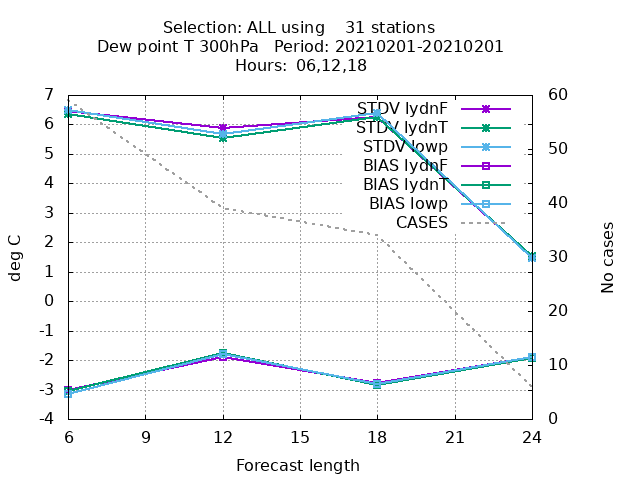 Selection: ALL using    31 stations
Dew point T 300hPa   Period: 20210201-20210201
Hours: 06,12,18
7
6
5
4
3
2
1
0
-1
-2
-3
-4
deg C
STDV lydnF
STDV lydnT
STDV lowp
BIAS lydnF
BIAS lydnT
BIAS lowp
CASES
60
50
40
30
20
10
0
No cases
6 9 12 15 18 21 24
Forecast length